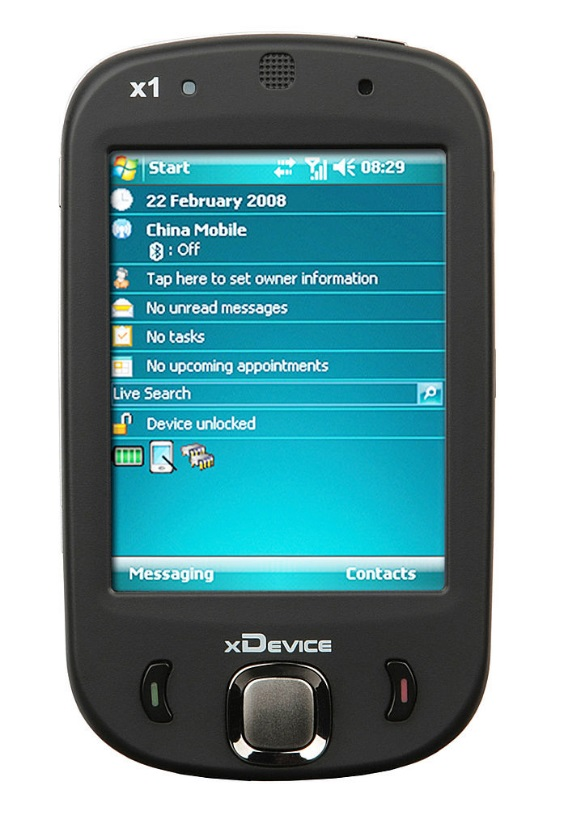 x1
Start 08:29
22 February 2008
China Mobile
: Off
Tap here to set owner information
No unread messages
No tasks
No upcoming appointments
Live Search
Device unlocked
Messaging Contacts
xDevice